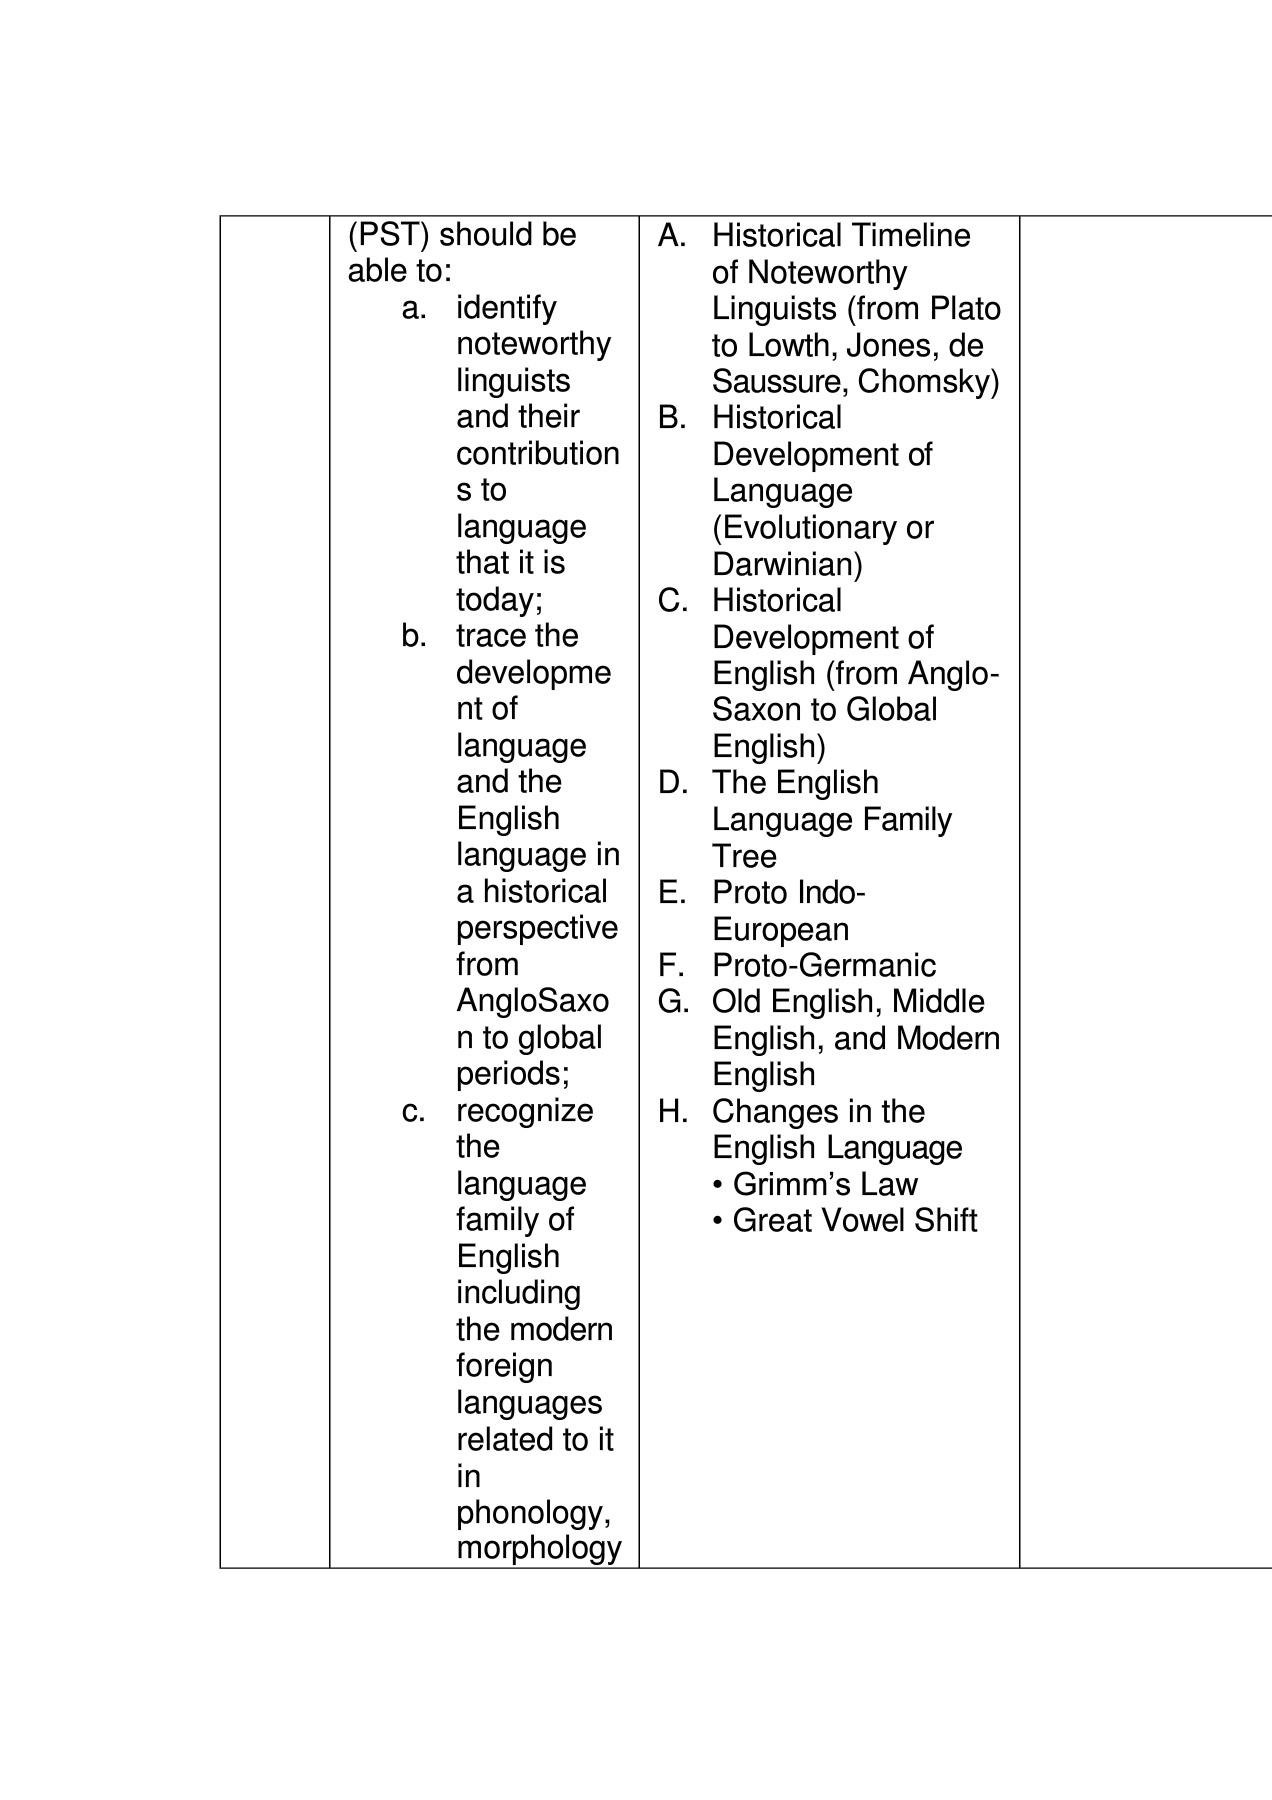 (PST) should be
able to:
a. identify
noteworthy
linguists
and their
contribution
s to
language
that it is
today;
b. trace the
developme
nt of
language
and the
English
language in
a historical
perspective
from
AngloSaxo
n to global
periods;
c. recognize
the
language
family of
English
including
the modern
foreign
languages
related to it
in
phonology,
morphology
A. Historical Timeline
of Noteworthy
Linguists (from Plato
to Lowth, Jones, de
Saussure, Chomsky)
B. Historical
Development of
Language
(Evolutionary or
Darwinian)
C. Historical
Development of
English (from Anglo-
Saxon to Global
English)
D. The English
Language Family
Tree
E. Proto Indo-
European
F. Proto-Germanic
G. Old English, Middle
English, and Modern
English
H. Changes in the
English Language
• Grimm’s Law
• Great Vowel Shift